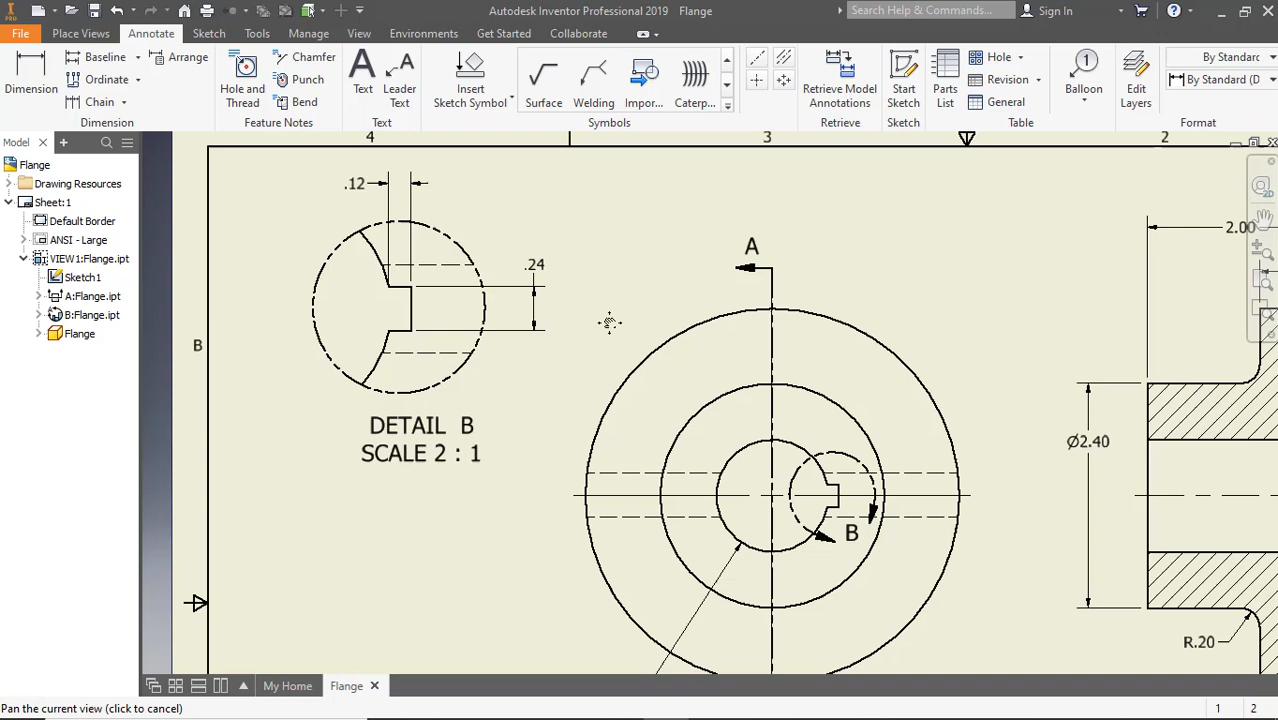 Autodesk Inventor Professional 2019 Flange
Search Help & Commands...
Sign In
File
Place Views
Annotate
Sketch
Tools
Manage
View
Environments
Get Started
Collaborate
Dimension
Baseline
Ordinate
Chain
Arrange
Dimension
Hole and
Thread
Chamfer
Punch
Bend
Feature Notes
Text
Leader
Text
Text
Insert
Sketch Symbol
Surface
Welding
Impor...
Caterp...
Symbols
Retrieve Model
Annotations
Retrieve
Start
Sketch
Sketch
Parts
List
Hole
Revision
General
Table
Balloon
Edit
Layers
By Standar
By Standard (D
Format
Model
Flange
Drawing Resources
Sheet:1
Default Border
ANSI - Large
VIEW1:Flange.ipt
Sketch1
A:Flange.ipt
B:Flange.ipt
Flange
4
3
2
B
.12
.24
DETAIL B
SCALE 2 : 1
A
B
2.00
Ø2.40
R.20
2D
My Home
Flange
Pan the current view (click to cancel)
1
2